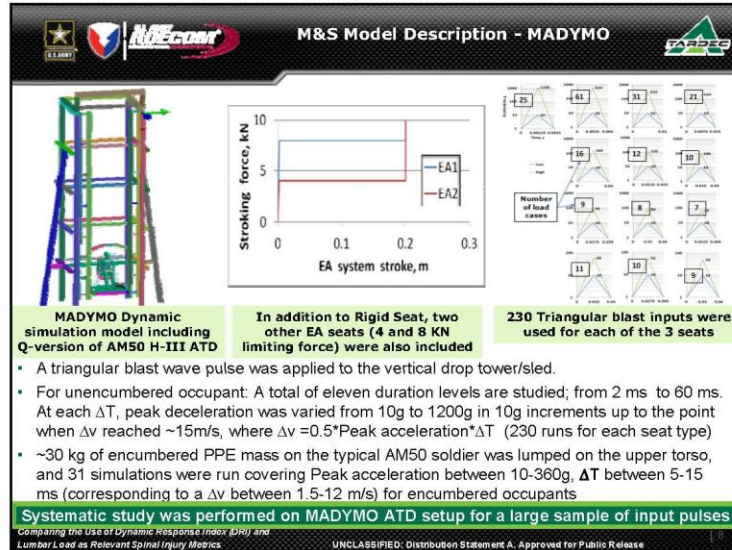 U.S.ARMY
RDECOM
M&S Model Description - MADYMO
TARDEC
Stroking force, kN
10
5
0
0
0.1
0.2
0.3
EA system stroke, m
EA1
EA2
25
61
31
21
16
12
10
Number
of load
cases
9
8
7
11
10
9
MADYMO Dynamic
simulation model including
Q-version of AM50 H-III ATD
In addition to Rigid Seat, two
other EA seats (4 and 8 KN
limiting force) were also included
230 Triangular blast inputs were
used for each of the 3 seats
• A triangular blast wave pulse was applied to the vertical drop tower/sled.
• For unencumbered occupant: A total of eleven duration levels are studied; from 2 ms to 60 ms.
At each ΔT, peak deceleration was varied from 10g to 1200g in 10g increments up to the point
when Δv reached ~15m/s, where Δv =0.5*Peak acceleration*ΔT (230 runs for each seat type)
• ~30 kg of encumbered PPE mass on the typical AM50 soldier was lumped on the upper torso,
and 31 simulations were run covering Peak acceleration between 10-360g, ΔT between 5-15
ms (corresponding to a Δv between 1.5-12 m/s) for encumbered occupants
Systematic study was performed on MADYMO ATD setup for a large sample of input pulses
Comparing the Use of Dynamic Response Index (DRI) and
Lumbar Load as Relevant Spinal Injury Metrics
UNCLASSIFIED: Distribution Statement A. Approved for Public Release
8